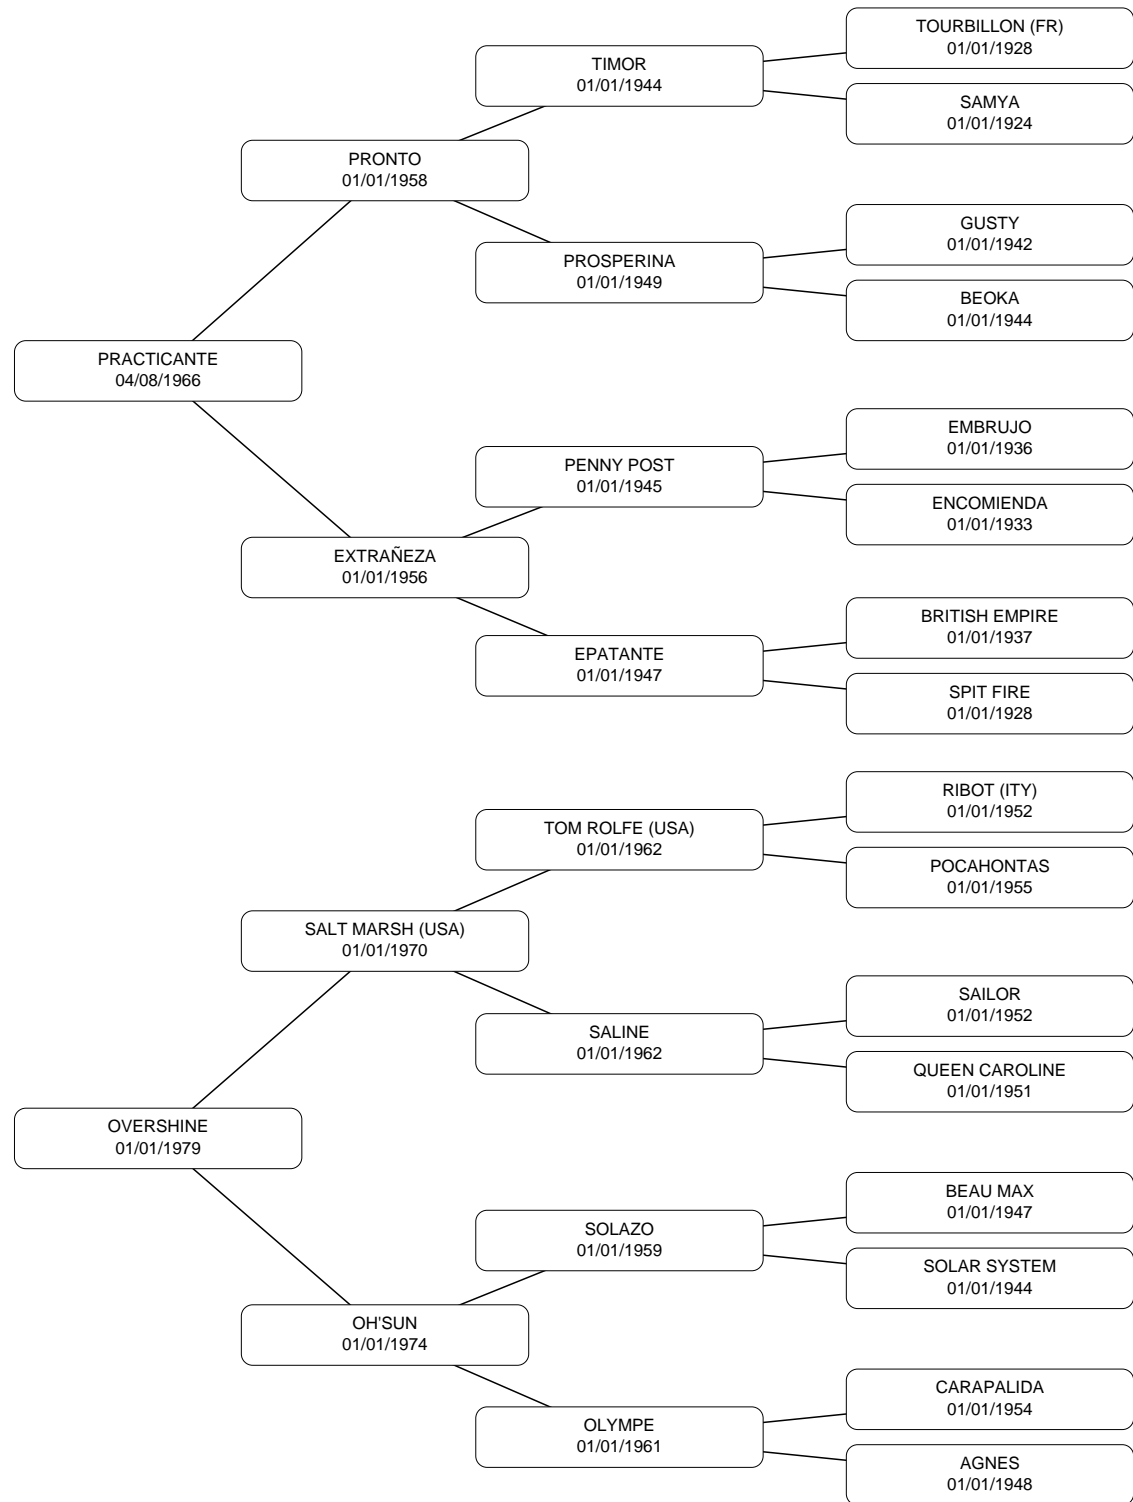 TOURBILLON (FR)
01/01/1928
TIMOR
01/01/1944
SAMYA
01/01/1924
PRONTO
01/01/1958
GUSTY
01/01/1942
PROSPERINA
01/01/1949
BEOKA
01/01/1944
PRACTICANTE
04/08/1966
EMBRUJO
01/01/1936
PENNY POST
01/01/1945
ENCOMIENDA
01/01/1933
EXTRAÑEZA
01/01/1956
BRITISH EMPIRE
01/01/1937
EPATANTE
01/01/1947
SPIT FIRE
01/01/1928
RIBOT (ITY)
01/01/1952
TOM ROLFE (USA)
01/01/1962
POCAHONTAS
01/01/1955
SALT MARSH (USA)
01/01/1970
SAILOR
01/01/1952
SALINE
01/01/1962
QUEEN CAROLINE
01/01/1951
OVERSHINE
01/01/1979
BEAU MAX
01/01/1947
SOLAZO
01/01/1959
SOLAR SYSTEM
01/01/1944
OH'SUN
01/01/1974
CARAPALIDA
01/01/1954
OLYMPE
01/01/1961
AGNES
01/01/1948